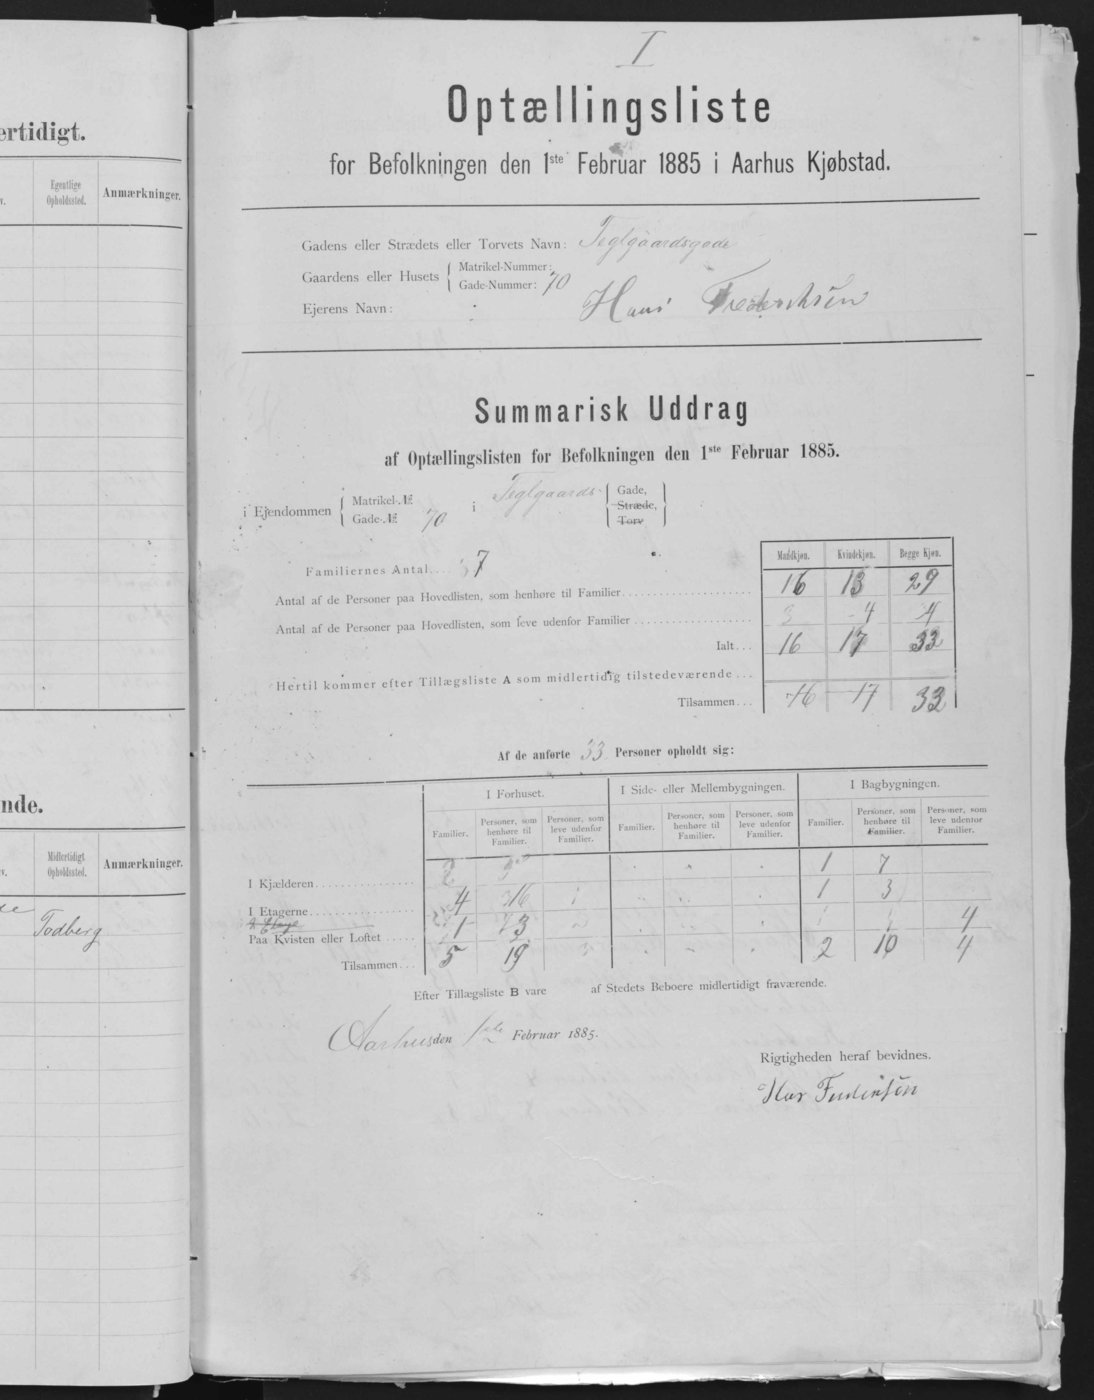 ertidigt.
Egentlige Opholdssted.
Anmærkninger.
nde.
Midlertidigt Opholdssted.
Anmærkninger.
Todberg
I
Optællingsliste
for Befolkningen den 1ste Februar 1885 i Aarhus Kjøbstad.
Gadens eller Strædets eller Torvets Navn: Teglgaardsgade
Gaardens eller Husets { Matrikel-Nummer:
Gade-Nummer: 70
Ejerens Navn: Hans Frederiksen
Summarisk Uddrag
af Optællingslisten for Befolkningen den 1ste Februar 1885.
i Ejendommen { Matrikel-№
Gade-№ 70 i Teglgaards- { Gade,
Stræde,
Torv }
Mandkjøn. Kvindekjøn. Begge Kjøn.
Familiernes Antal.... 7
Antal af de Personer paa Hovedlisten, som henhøre til Familier 16 13 29
Antal af de Personer paa Hovedlisten, som leve udenfor Familier 3 4 4
Ialt... 16 17 33
Hertil kommer efter Tillægsliste A som midlertidig tilstedeværende...
Tilsammen... 16 17 33
Af de anførte 33 Personer opholdt sig:
I Forhuset. I Side- eller Mellembygningen. I Bagbygningen.
Familier. Personer, som henhøre til Familier. Personer, som leve udenfor Familier. Familier. Personer, som henhøre til Familier. Personer, som leve udenfor Familier. Familier. Personer, som henhøre til Familier. Personer, som leve udenfor Familier.
I Kjælderen 1 7
I Etagerne 4 16 1 3
Paa Kvisten eller Loftet 1 3 4
Tilsammen 5 19 2 10 4
Efter Tillægsliste B vare af Stedets Beboere midlertidigt fraværende.
Aarhus den 1ste Februar 1885.
Rigtigheden heraf bevidnes.